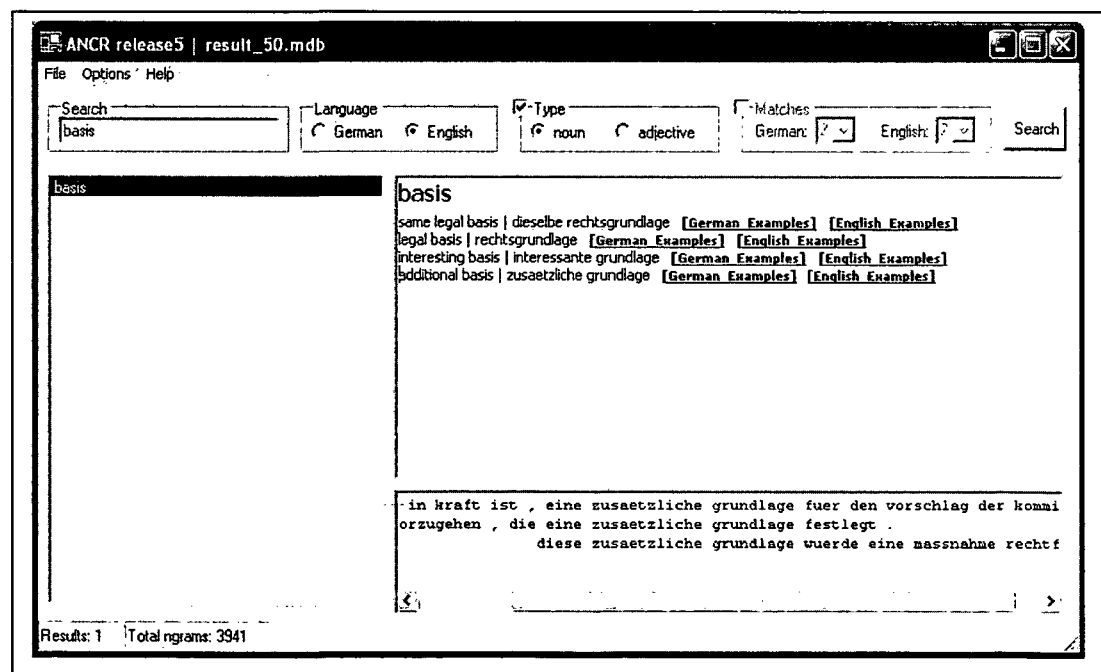 ANCR release5 | result_50.mdb
File Options Help
Search Language Type Matches
basis German English noun adjective German: ? English: ? Search
basis
basis
same legal basis | dieselbe rechtsgrundlage [German Examples] [English Examples]
legal basis | rechtsgrundlage [German Examples] [English Examples]
interesting basis | interessante grundlage [German Examples] [English Examples]
additional basis | zusaetzliche grundlage [German Examples] [English Examples]
in kraft ist , eine zusaetzliche grundlage fuer den vorschlag der kommi
orzugehen , die eine zusaetzliche grundlage festlegt .
diese zusaetzliche grundlage wuerde eine massnahme rechtf
Results: 1 Total ngrams: 3941